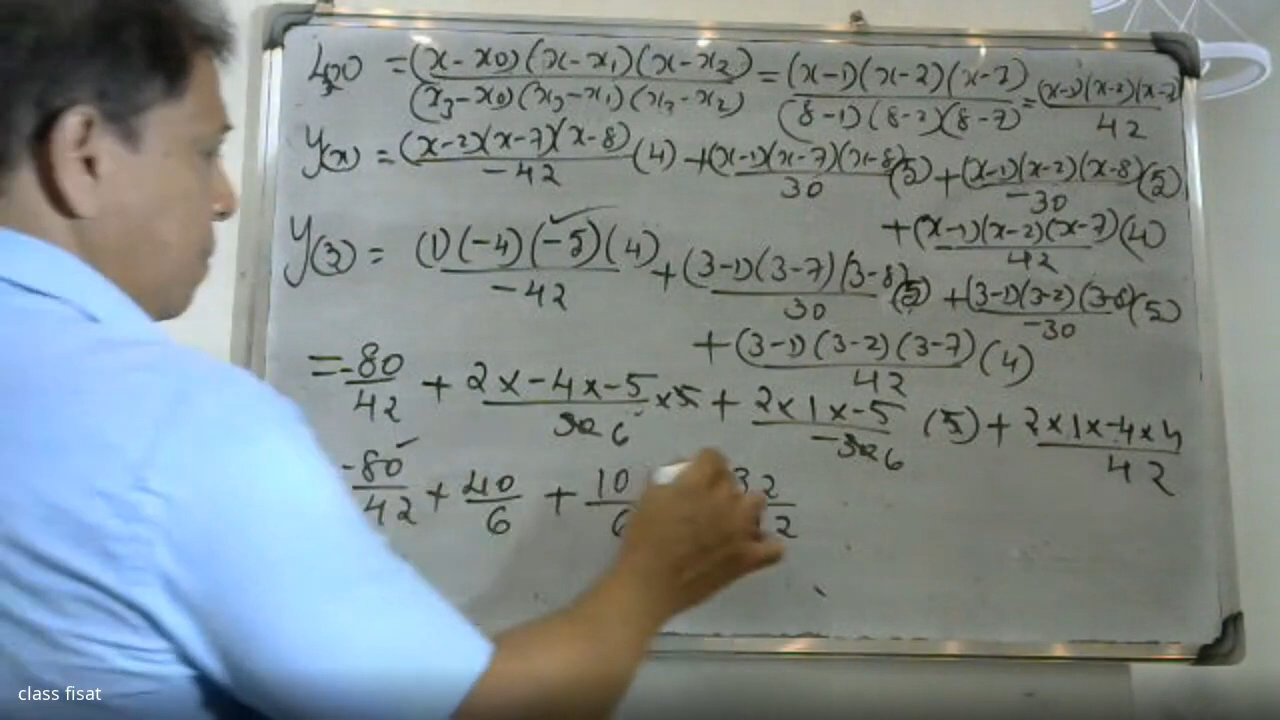 L₃(x) = (x-x0)(x-x₁)(x-x₂) / (x₃-x0)(x₃-x₁)(x₃-x₂) = (x-1)(x-2)(x-7) / (8-1)(8-2)(8-7) = (x-1)(x-2)(x-7) / 42
y(x) = (x-2)(x-7)(x-8) / -42 (4) + (x-1)(x-7)(x-8) / 30 (5) + (x-1)(x-2)(x-8) / -30 (5)
+ (x-1)(x-2)(x-7) / 42 (4)
y(3) = (1)(-4)(-5)(4) / -42 + (3-1)(3-7)(3-8) / 30 (5) + (3-1)(3-2)(3-8) / -30 (5)
+ (3-1)(3-2)(3-7) / 42 (4)
= -80 / 42 + 2×-4×-5 / 30 6 ×5 + 2×1×-5 / -30 6 (5) + 2×1×-4×4 / 42
-80 / 42 + 40 / 6 + 10 / 6 32 / 2
class fisat